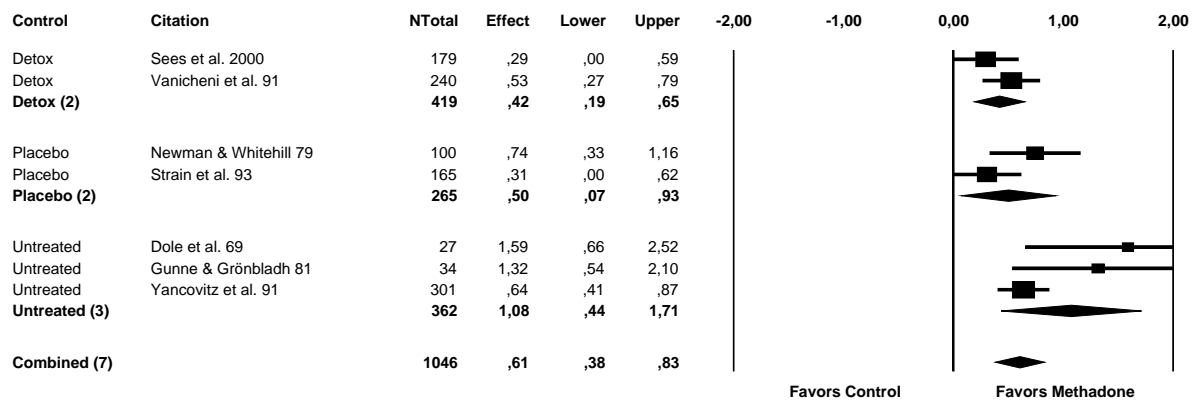 Control Citation NTotal Effect Lower Upper -2,00 -1,00 0,00 1,00 2,00
Detox Sees et al. 2000 179 ,29 ,00 ,59
Detox Vanicheni et al. 91 240 ,53 ,27 ,79
Detox (2) 419 ,42 ,19 ,65
Placebo Newman & Whitehill 79 100 ,74 ,33 1,16
Placebo Strain et al. 93 165 ,31 ,00 ,62
Placebo (2) 265 ,50 ,07 ,93
Untreated Dole et al. 69 27 1,59 ,66 2,52
Untreated Gunne & Grönbladh 81 34 1,32 ,54 2,10
Untreated Yancovitz et al. 91 301 ,64 ,41 ,87
Untreated (3) 362 1,08 ,44 1,71
Combined (7) 1046 ,61 ,38 ,83
Favors Control Favors Methadone